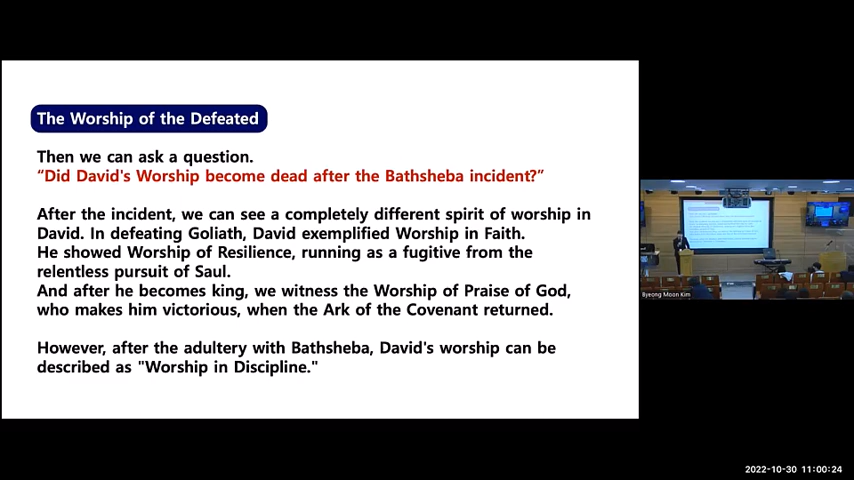 The Worship of the Defeated
Then we can ask a question.
“Did David's Worship become dead after the Bathsheba incident?”
After the incident, we can see a completely different spirit of worship in
David. In defeating Goliath, David exemplified Worship in Faith.
He showed Worship of Resilience, running as a fugitive from the
relentless pursuit of Saul.
And after he becomes king, we witness the Worship of Praise of God,
who makes him victorious, when the Ark of the Covenant returned.
However, after the adultery with Bathsheba, David's worship can be
described as "Worship in Discipline."
Byeong Moon Kim
2022-10-30 11:00:24